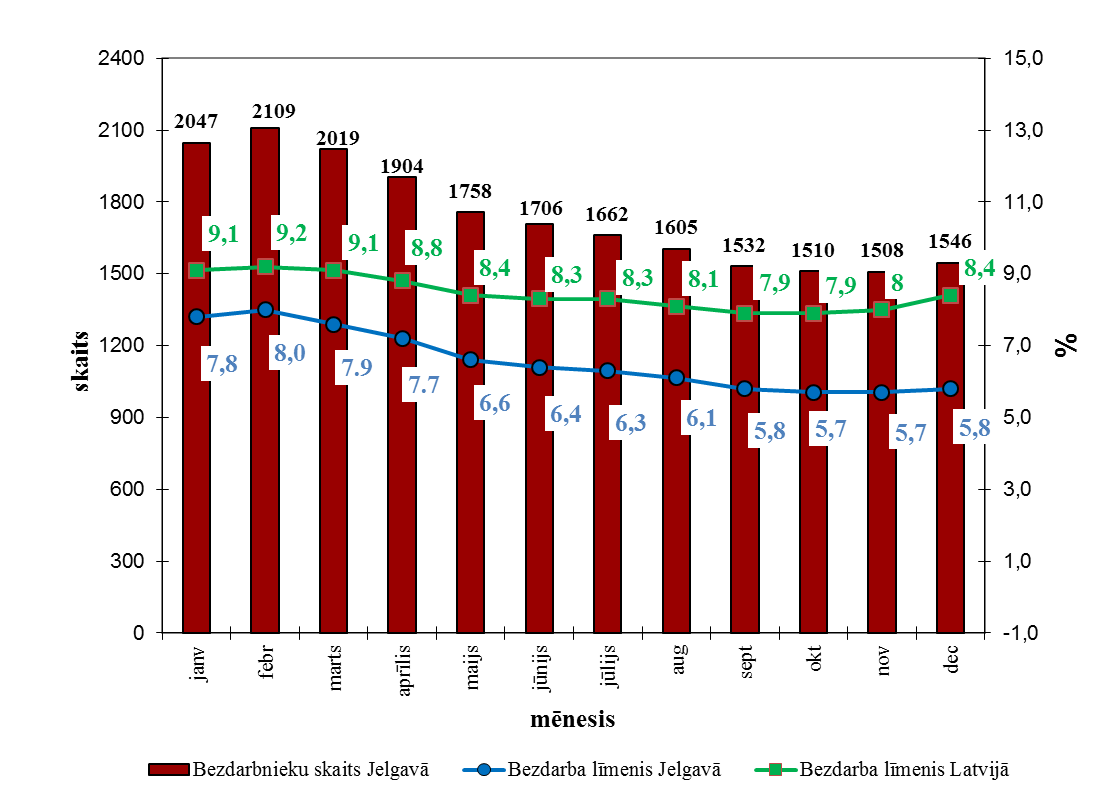 2400
2100
1800
1500
1200
900
600
300
0
skaits
15,0
13,0
11,0
9,0
7,0
5,0
3,0
1,0
-1,0
%
2047 2109 2019 1904 1758 1706 1662 1605 1532 1510 1508 1546
9,1 9,2 9,1 8,8 8,4 8,3 8,3 8,1 7,9 7,9 8 8,4
7,8 8,0 7.9 7.7 6,6 6,4 6,3 6,1 5,8 5,7 5,7 5,8
janv febr marts aprīlis maijs jūnijs jūlijs aug sept okt nov dec
mēnesis
Bezdarbnieku skaits Jelgavā Bezdarba līmenis Jelgavā Bezdarba līmenis Latvijā